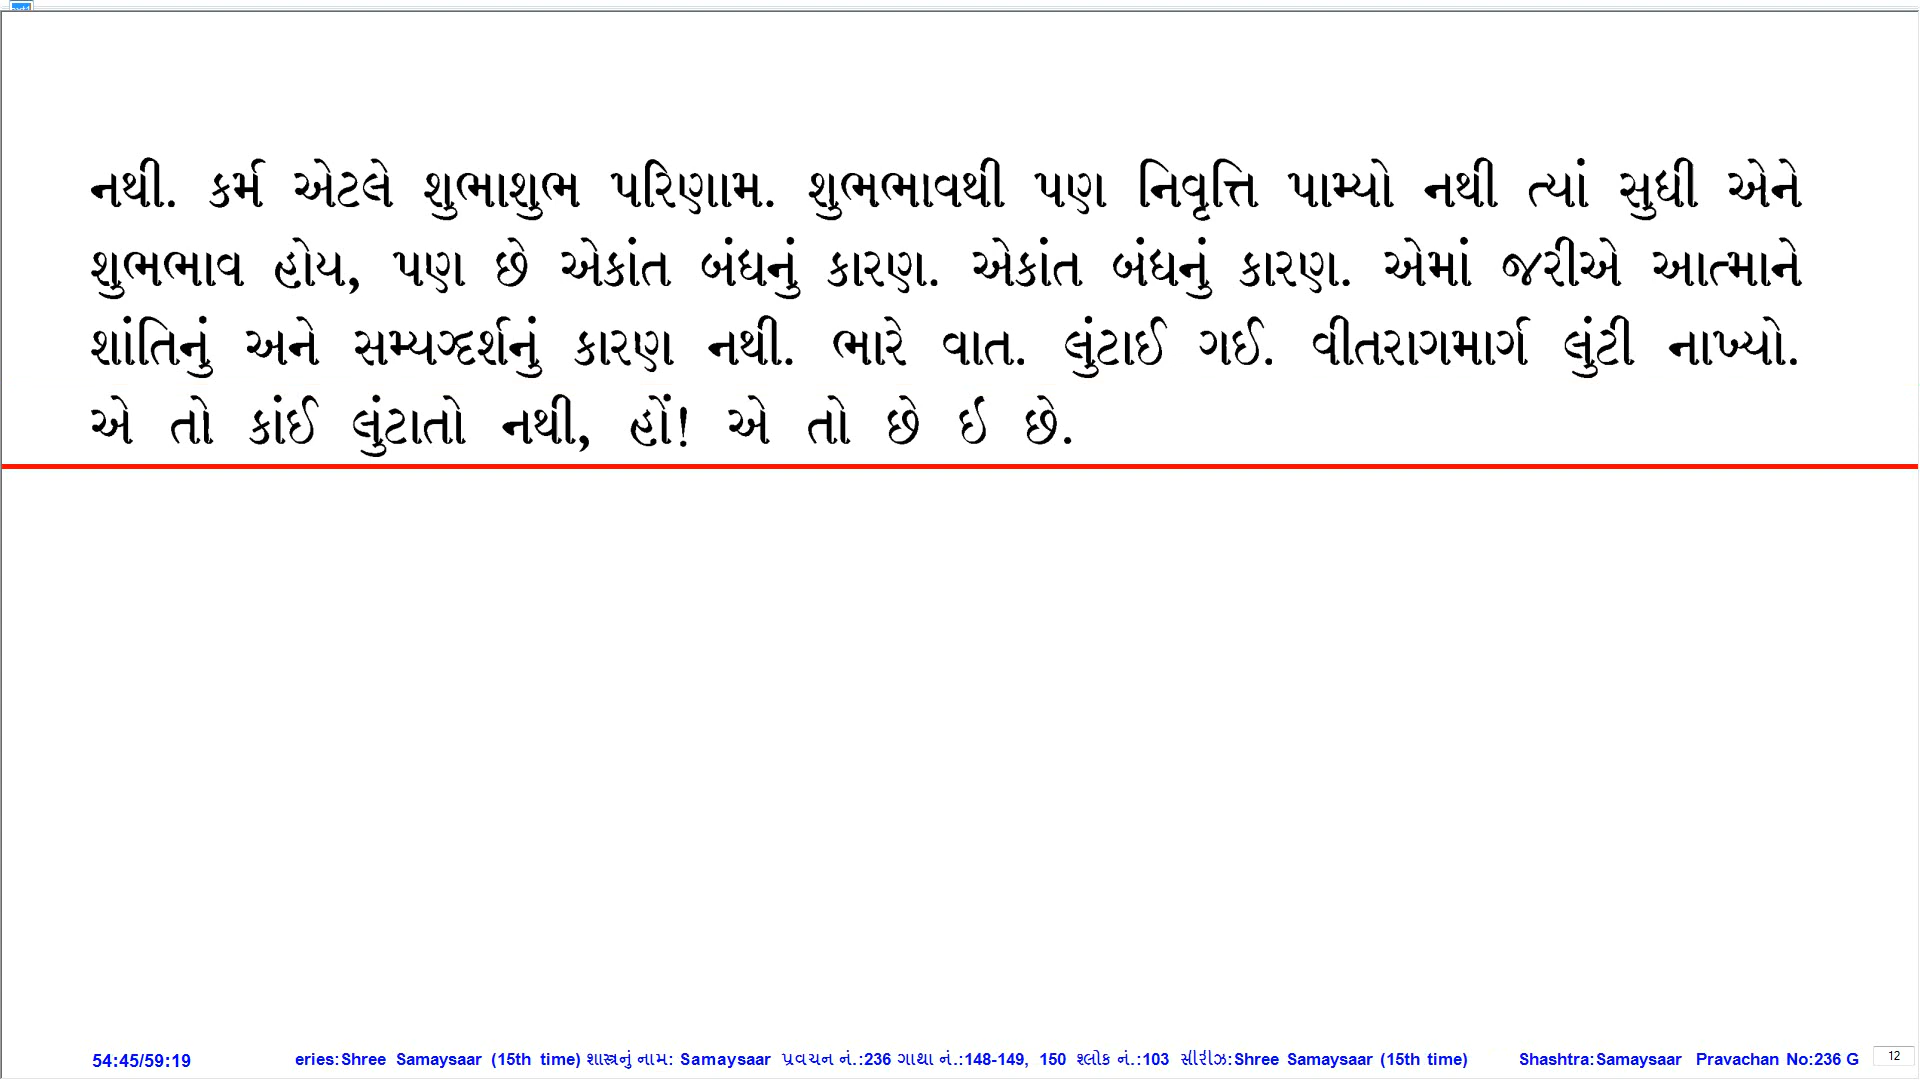 નથી. કર્મ એટલે શુભાશુભ પરિણામ. શુભભાવથી પણ નિવૃત્તિ પામ્યો નથી ત્યાં સુધી એને
શુભભાવ હોય, પણ છે એકાંત બંધનું કારણ. એકાંત બંધનું કારણ. એમાં જરીએ આત્માને
શાંતિનું અને સમ્યગ્દર્શનું કારણ નથી. ભારે વાત. લુંટાઈ ગઈ. વીતરાગમાર્ગ લુંટી નાખ્યો.
એ તો કાંઈ લુંટાતો નથી, હોં! એ તો છે ઇ છે.
54:45/59:19 eries:Shree Samaysaar (15th time) શાસ્ત્રનું નામ: Samaysaar પ્રવચન નં.:236 ગાથા નં.:148-149, 150 શ્લોક નં.:103 સીરીઝ:Shree Samaysaar (15th time) Shashtra:Samaysaar Pravachan No:236 G 12